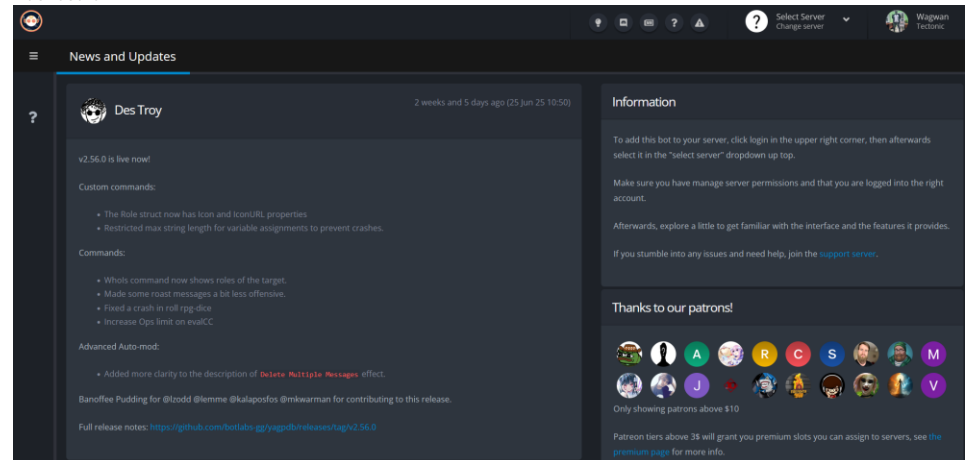 ?
Select Server
Change server
Wagwan
Tectonic
News and Updates
?
Des Troy
2 weeks and 5 days ago (25 Jun 25 10:50)
v2.56.0 is live now!
Custom commands:
The Role struct now has Icon and IconURL properties
Restricted max string length for variable assignments to prevent crashes.
Commands:
WhoIs command now shows roles of the target.
Made some roast messages a bit less offensive.
Fixed a crash in roll rpg-dice
Increase Ops limit on evalCC
Advanced Auto-mod:
Added more clarity to the description of Delete Multiple Messages effect.
Banoffee Pudding for @lzodd @lemme @kalaposfos @mkwarman for contributing to this release.
Full release notes: https://github.com/botlabs-gg/yagpdb/releases/tag/v2.56.0
Information
To add this bot to your server, click login in the upper right corner, then afterwards
select it in the "select server" dropdown up top.
Make sure you have manage server permissions and that you are logged into the right
account.
Afterwards, explore a little to get familiar with the interface and the features it provides.
If you stumble into any issues and need help, join the support server.
Thanks to our patrons!
A R C S M
J V
Only showing patrons above $10
Patreon tiers above 3$ will grant you premium slots you can assign to servers, see the
premium page for more info.